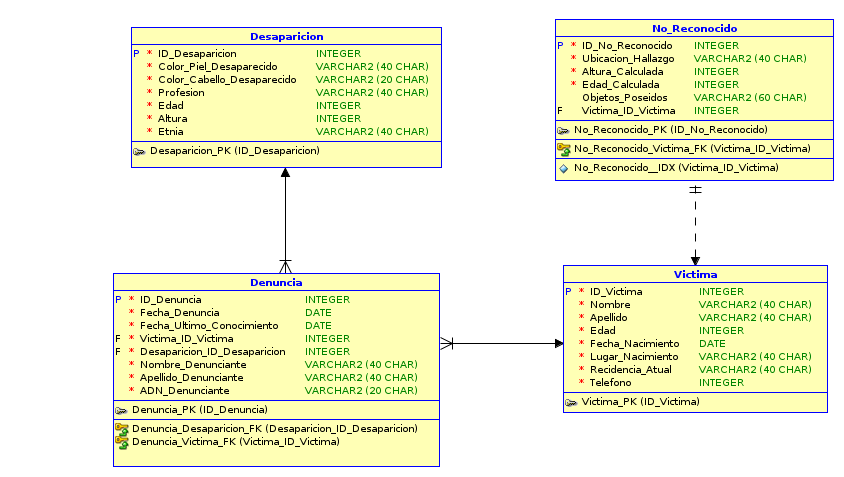 Desaparicion
P * ID_Desaparicion INTEGER
* Color_Piel_Desaparecido VARCHAR2 (40 CHAR)
* Color_Cabello_Desaparecido VARCHAR2 (20 CHAR)
* Profesion VARCHAR2 (40 CHAR)
* Edad INTEGER
* Altura INTEGER
* Etnia VARCHAR2 (40 CHAR)
Desaparicion_PK (ID_Desaparicion)
No_Reconocido
P * ID_No_Reconocido INTEGER
* Ubicacion_Hallazgo VARCHAR2 (40 CHAR)
* Altura_Calculada INTEGER
* Edad_Calculada INTEGER
Objetos_Poseidos VARCHAR2 (60 CHAR)
F Victima_ID_Victima INTEGER
No_Reconocido_PK (ID_No_Reconocido)
No_Reconocido_Victima_FK (Victima_ID_Victima)
No_Reconocido__IDX (Victima_ID_Victima)
Denuncia
P * ID_Denuncia INTEGER
* Fecha_Denuncia DATE
* Fecha_Ultimo_Conocimiento DATE
F * Victima_ID_Victima INTEGER
F * Desaparicion_ID_Desaparicion INTEGER
* Nombre_Denunciante VARCHAR2 (40 CHAR)
* Apellido_Denunciante VARCHAR2 (40 CHAR)
* ADN_Denunciante VARCHAR2 (20 CHAR)
Denuncia_PK (ID_Denuncia)
Denuncia_Desaparicion_FK (Desaparicion_ID_Desaparicion)
Denuncia_Victima_FK (Victima_ID_Victima)
Victima
P * ID_Victima INTEGER
* Nombre VARCHAR2 (40 CHAR)
* Apellido VARCHAR2 (40 CHAR)
* Edad INTEGER
* Fecha_Nacimiento DATE
* Lugar_Nacimiento VARCHAR2 (40 CHAR)
* Recidencia_Atual VARCHAR2 (40 CHAR)
* Telefono INTEGER
Victima_PK (ID_Victima)